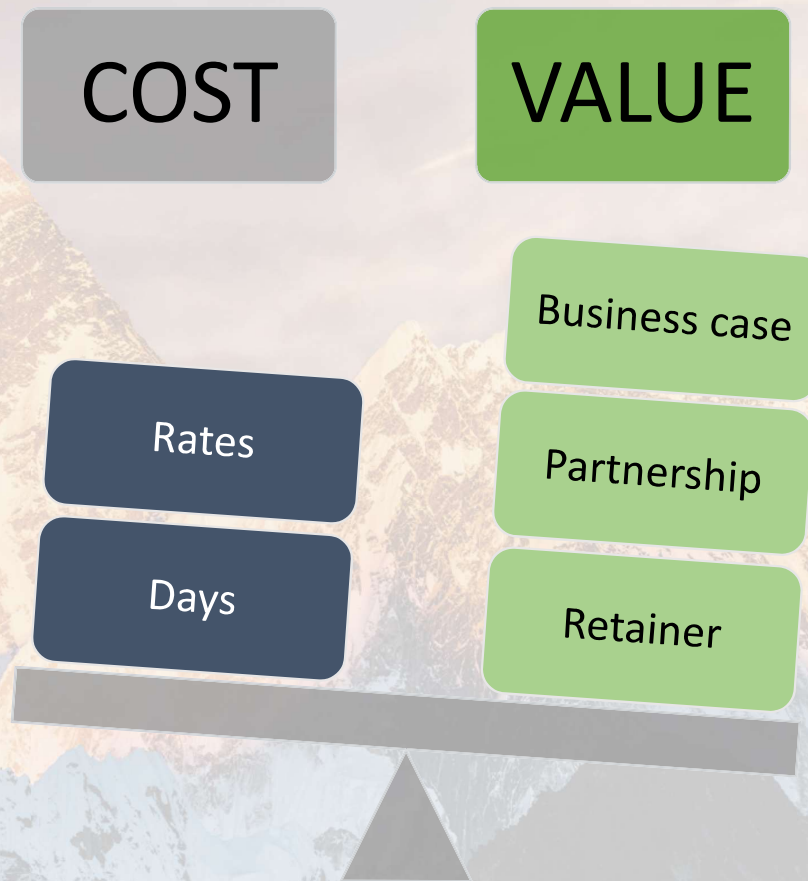 COST
VALUE
Business case
Rates
Partnership
Days
Retainer